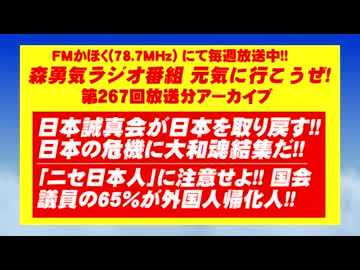 FMかほく(78.7MHz) にて毎週放送中!!
森勇気ラジオ番組 元気に行こうぜ!
第267回放送分アーカイブ
日本誠真会が日本を取り戻す!!
日本の危機に大和魂結集だ!!
「ニセ日本人」に注意せよ!! 国会
議員の65%が外国人帰化人!!